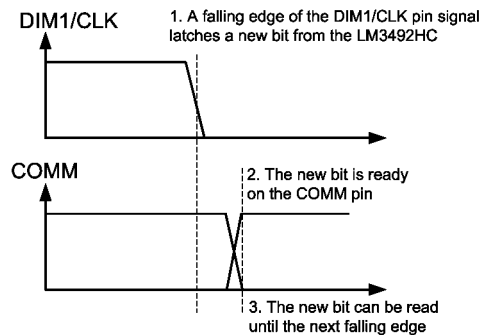 DIM1/CLK
1. A falling edge of the DIM1/CLK pin signal
latches a new bit from the LM3492HC
COMM
2. The new bit is ready
on the COMM pin
3. The new bit can be read
until the next falling edge